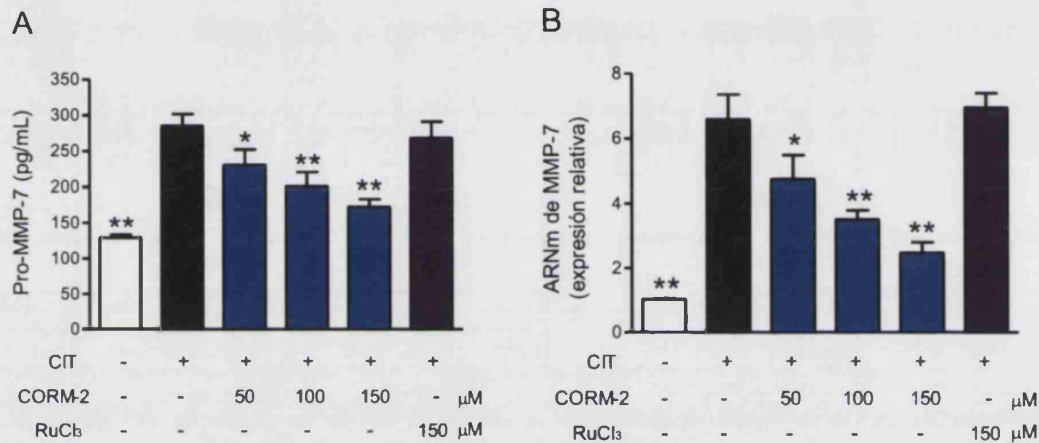 A
B
Pro-MMP-7 (pg/mL)
350
300
250
200
150
100
50
0
**
*
**
**
CIT - + + + + +
CORM-2 - - 50 100 150 - µM
RuCl₃ - - - - - 150 µM
ARNm de MMP-7
(expresión relativa)
8
6
4
2
0
**
*
**
**
CIT - + + + + +
CORM-2 - - 50 100 150 - µM
RuCl₃ - - - - - 150 µM